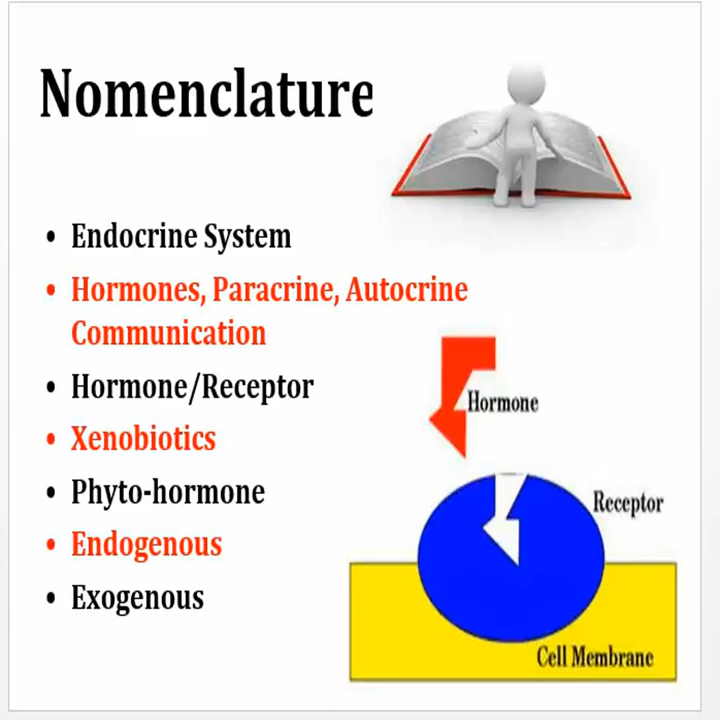 Nomenclature
• Endocrine System
• Hormones, Paracrine, Autocrine
Communication
• Hormone/Receptor
• Xenobiotics
• Phyto-hormone
• Endogenous
• Exogenous
Hormone
Receptor
Cell Membrane